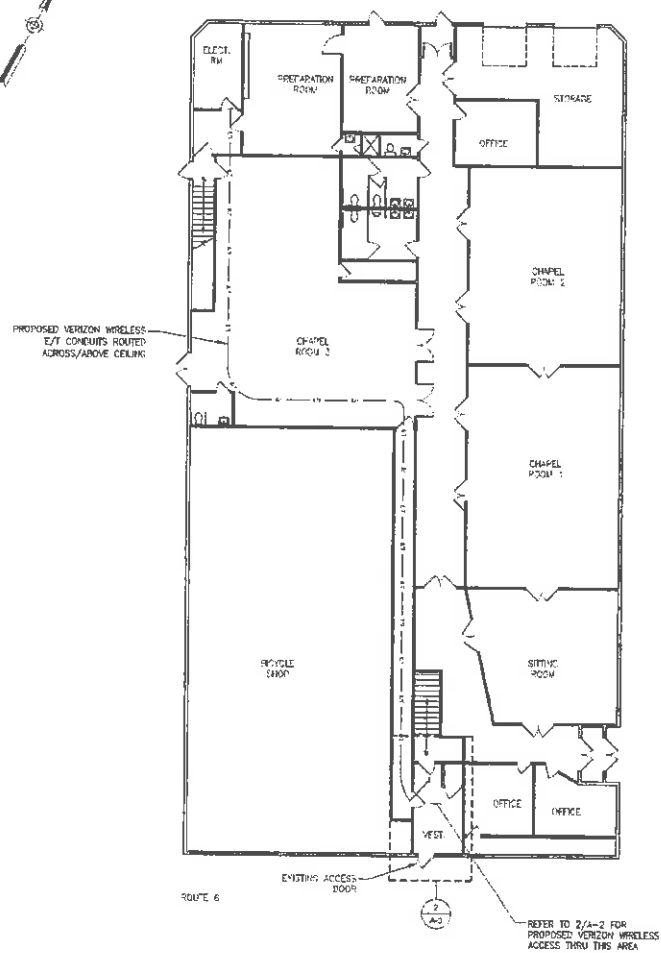 ELECT.
RM
PREPARATION
ROOM
PREPARATION
ROOM
STORAGE
OFFICE
CHAPEL
ROOM 2
PROPOSED VERIZON WIRELESS
E/T CONDUITS ROUTED
ACROSS/ABOVE CEILING
CHAPEL
ROOM 3
CHAPEL
ROOM 1
BICYCLE
SHOP
SITTING
ROOM
OFFICE
OFFICE
VEST.
EXISTING ACCESS
DOOR
ROUTE 6
2
REFER TO 2/A-2 FOR
PROPOSED VERIZON WIRELESS
ACCESS THRU THIS AREA